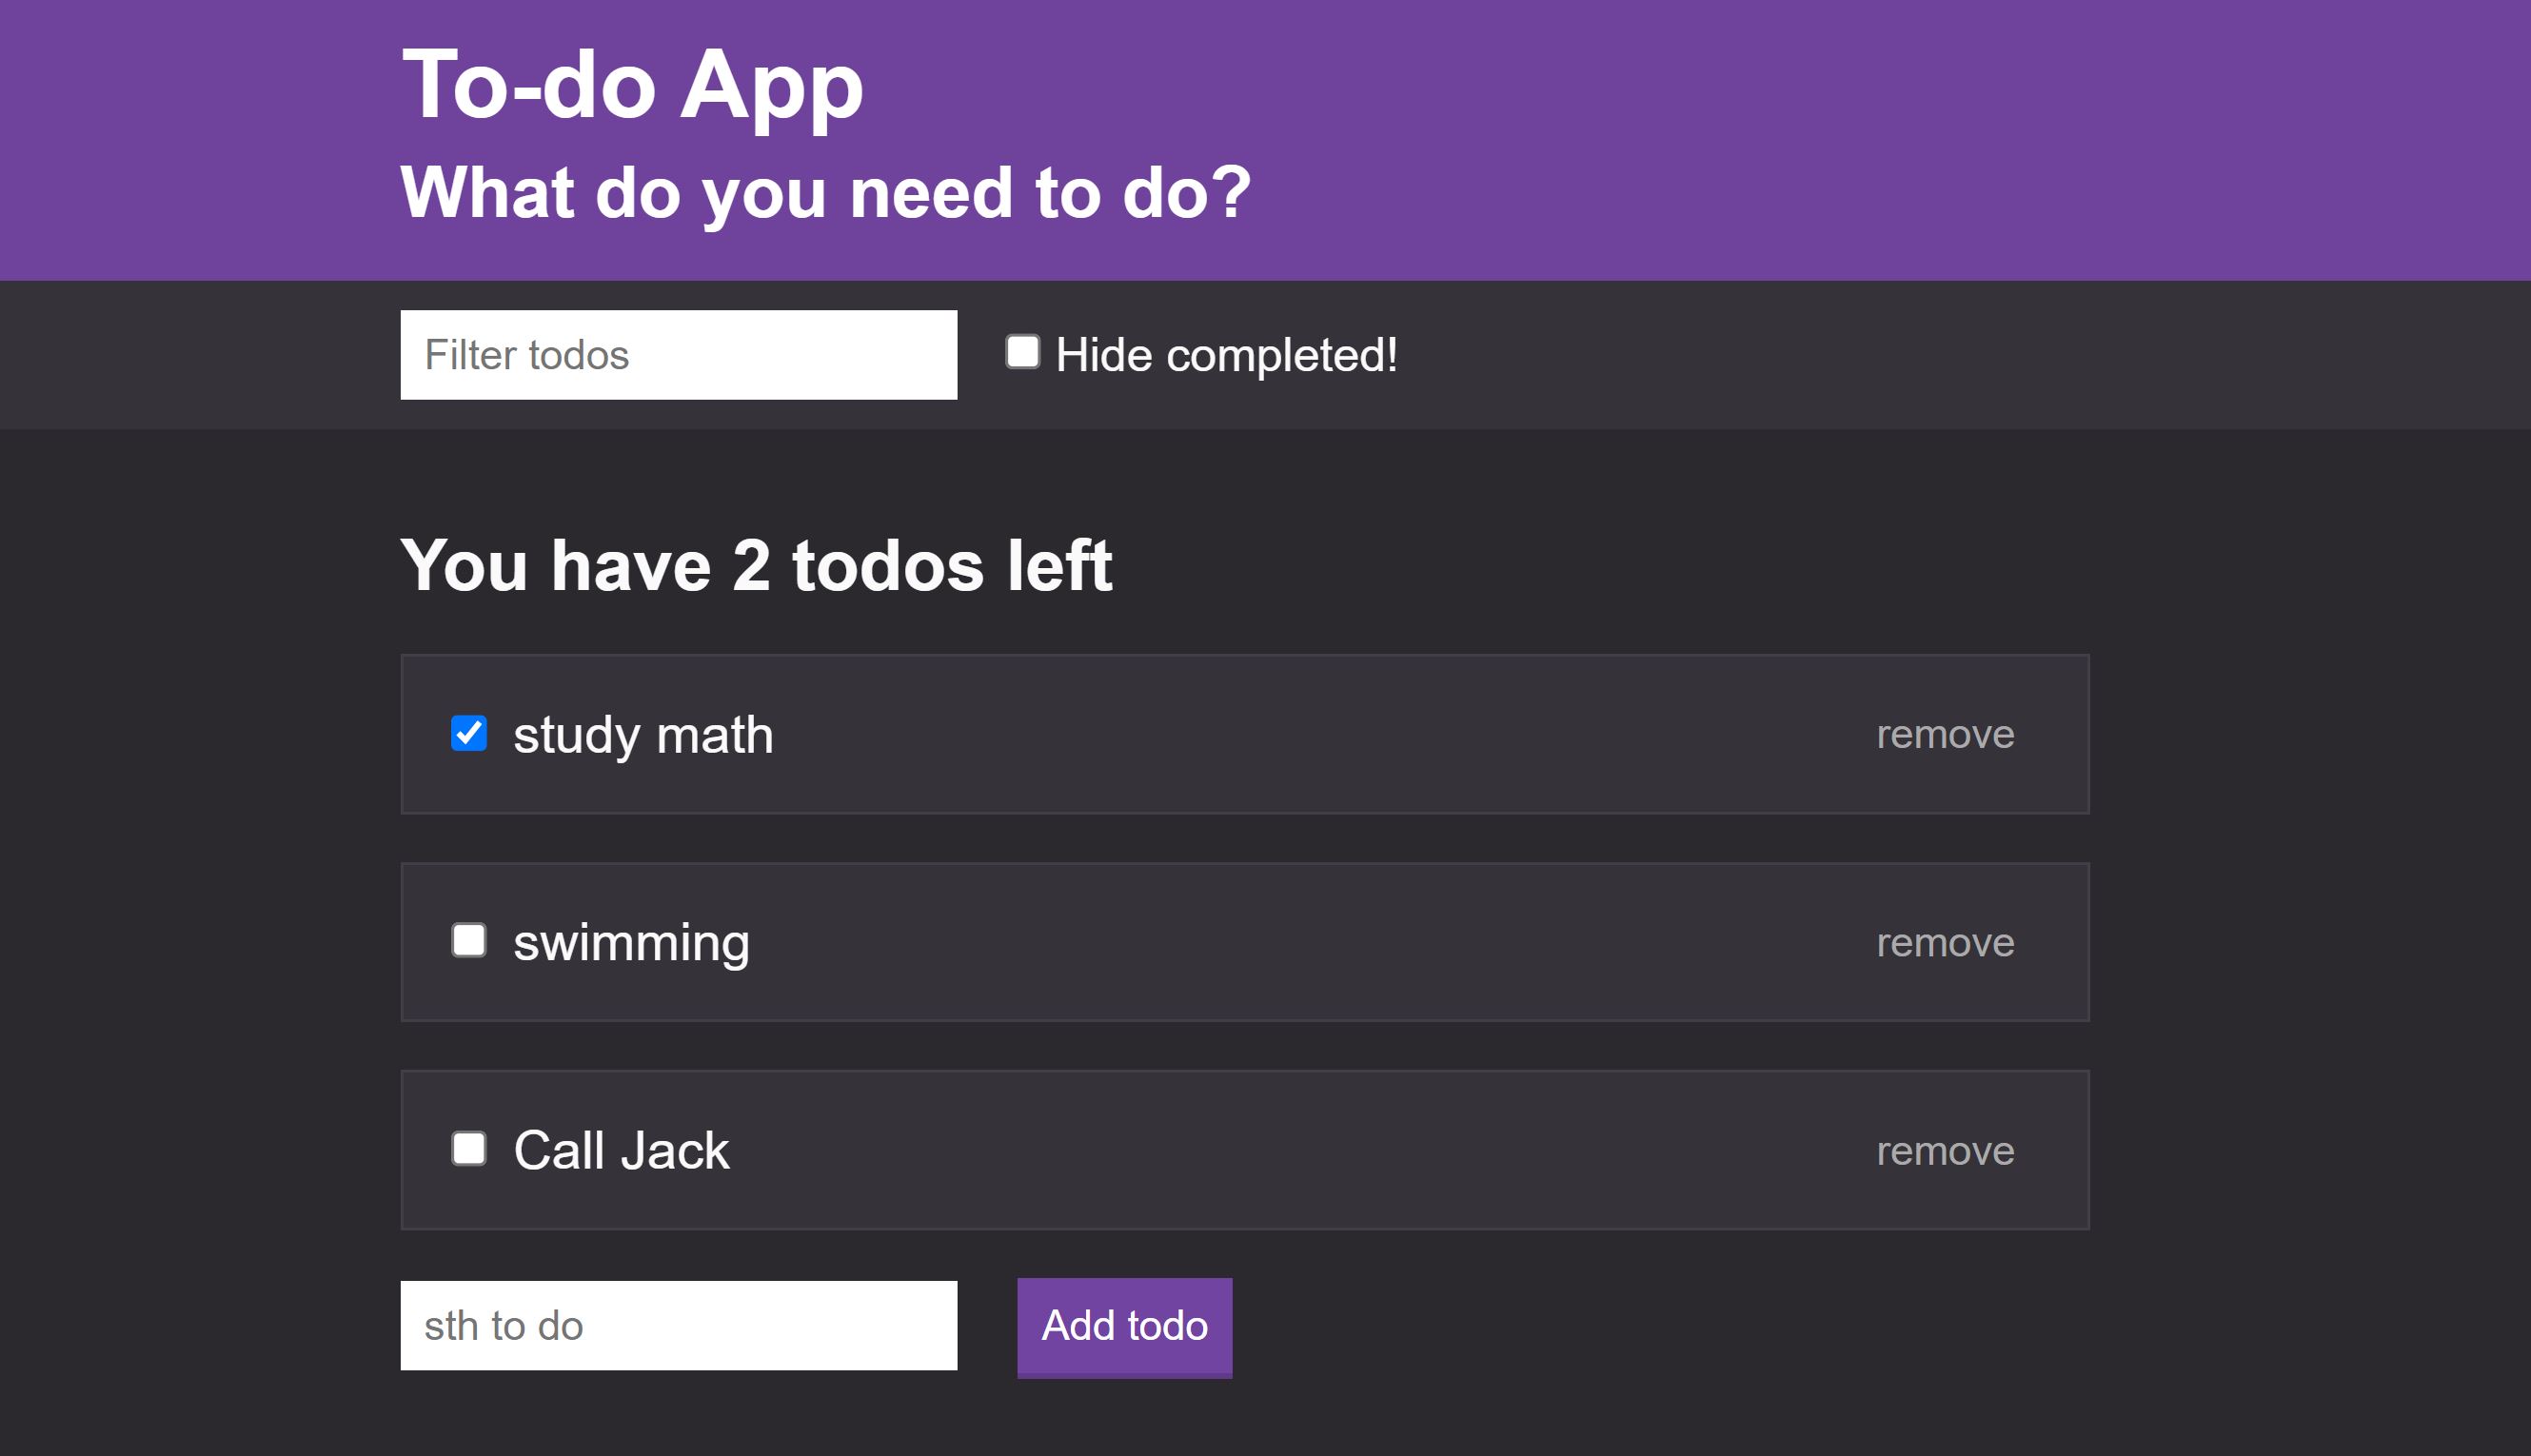 To-do App
What do you need to do?
Filter todos
Hide completed!
You have 2 todos left
study math
remove
swimming
remove
Call Jack
remove
sth to do
Add todo